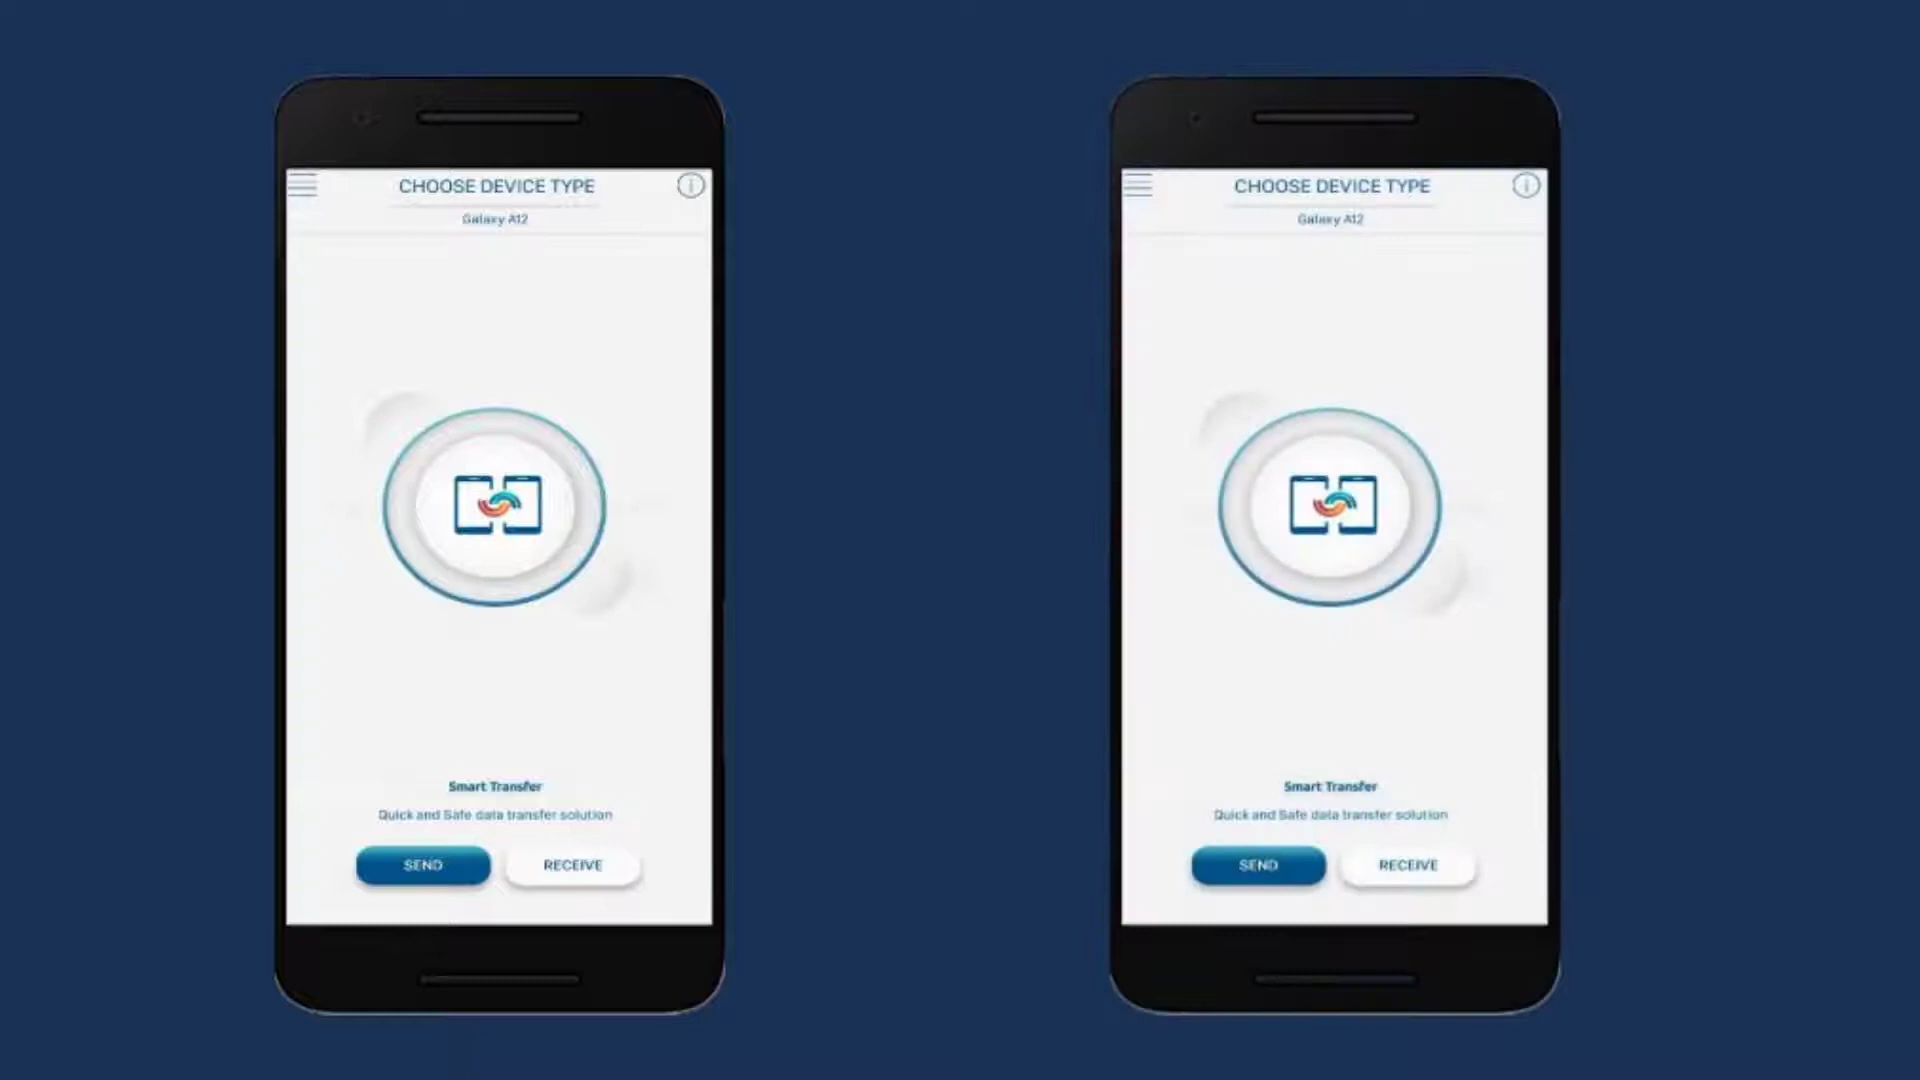 CHOOSE DEVICE TYPE
Galaxy A12
Smart Transfer
Quick and Safe data transfer solution
SEND
RECEIVE
CHOOSE DEVICE TYPE
Galaxy A12
Smart Transfer
Quick and Safe data transfer solution
SEND
RECEIVE